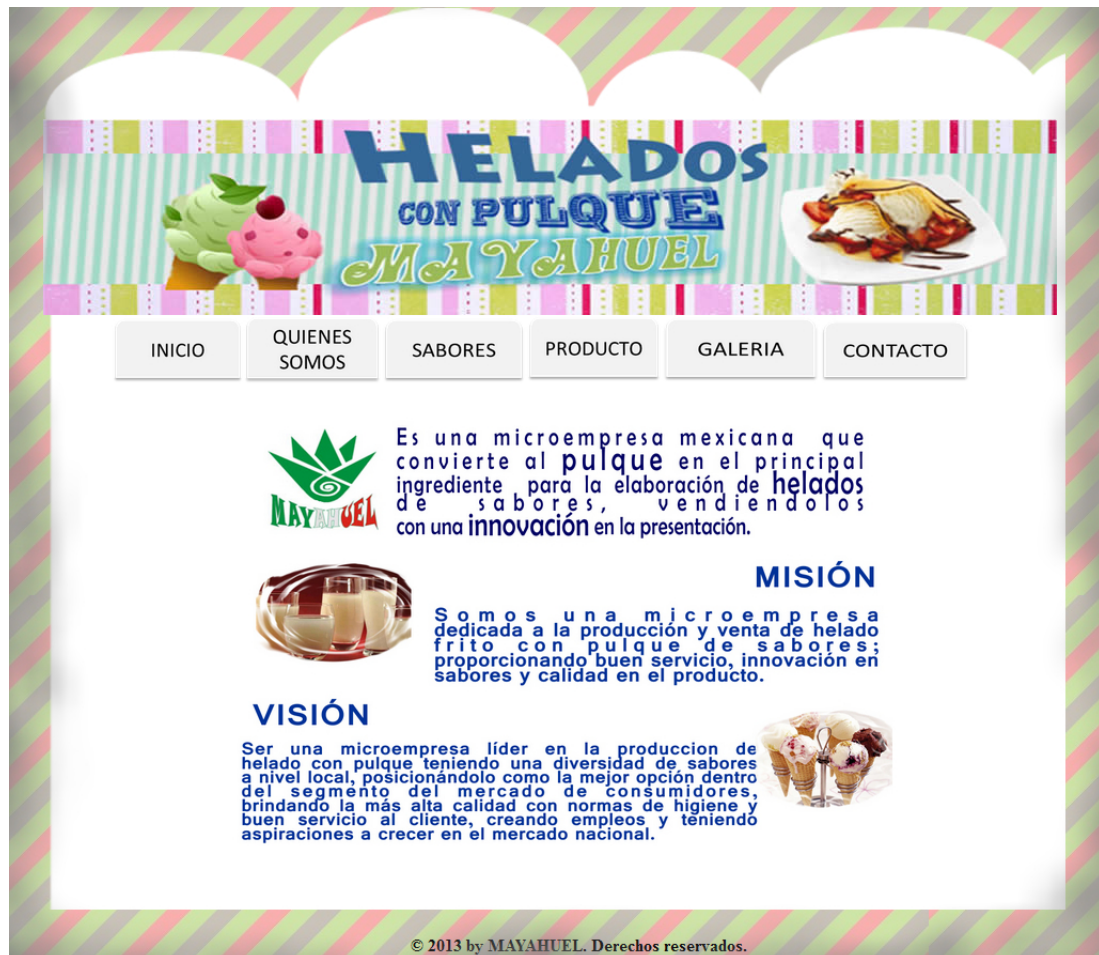 HELADOS
CON PULQUE
MAYAHUEL
INICIO
QUIENES
SOMOS
SABORES
PRODUCTO
GALERIA
CONTACTO
MAYAHUEL
Es una microempresa mexicana que
convierte al pulque en el principal
ingrediente para la elaboración de helados
de sabores, vendiendolos
con una innovación en la presentación.
MISIÓN
Somos una microempresa
dedicada a la producción y venta de helado
frito con pulque de sabores;
proporcionando buen servicio, innovación en
sabores y calidad en el producto.
VISIÓN
Ser una microempresa líder en la produccion de
helado con pulque teniendo una diversidad de sabores
a nivel local, posicionándolo como la mejor opción dentro
del segmento del mercado de consumidores,
brindando la más alta calidad con normas de higiene y
buen servicio al cliente, creando empleos y teniendo
aspiraciones a crecer en el mercado nacional.
© 2013 by MAYAHUEL. Derechos reservados.